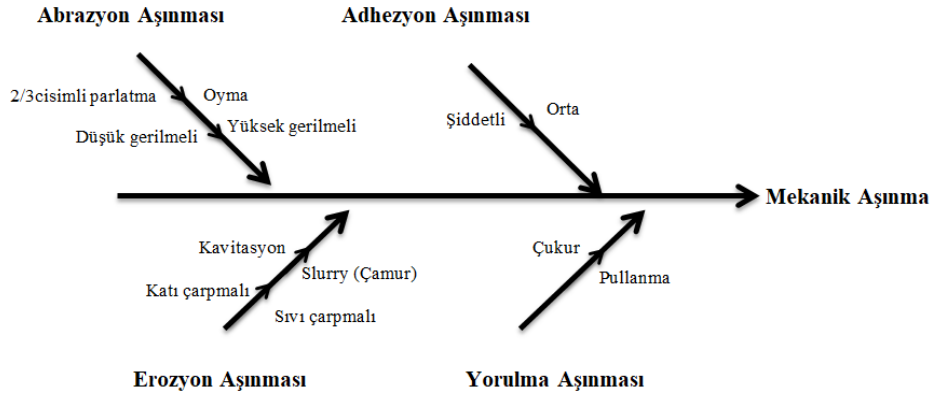 Abrazyon Aşınması
Adhezyon Aşınması
2/3cisimli parlatma
Oyma
Düşük gerilmeli
Yüksek gerilmeli
Şiddetli
Orta
Mekanik Aşınma
Kavitasyon
Slurry (Çamur)
Katı çarpmalı
Sıvı çarpmalı
Çukur
Pullanma
Erozyon Aşınması
Yorulma Aşınması